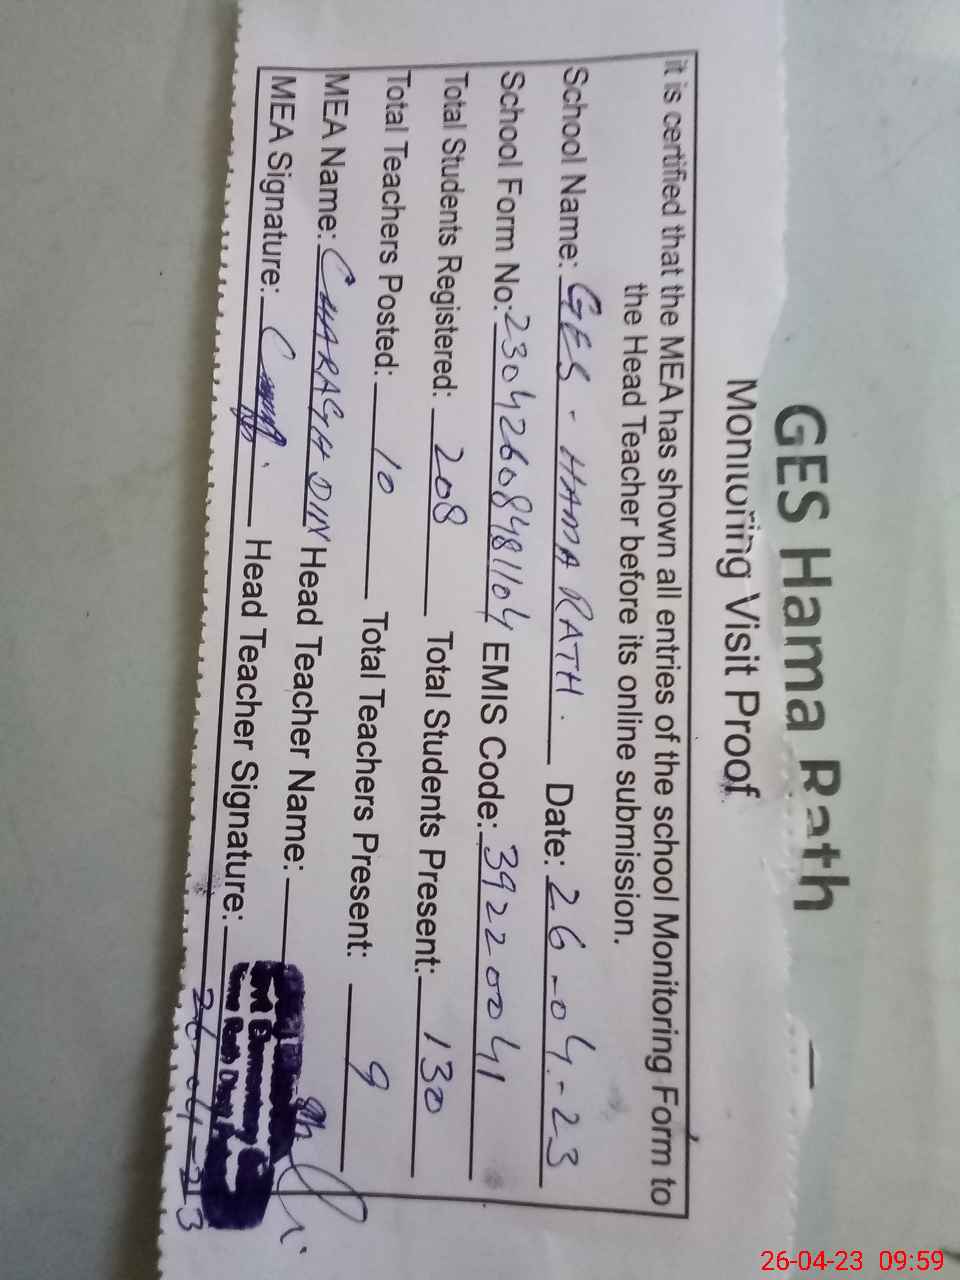 GES Hama Rath
Monitoring Visit Proof
it is certified that the MEA has shown all entries of the school Monitoring Form to
the Head Teacher before its online submission.
School Name: GES - HAMA RATH. Date: 26-04-23
School Form No: 23042608481104 EMIS Code: 39220041
Total Students Registered: 208 Total Students Present: 130
Total Teachers Posted: 10 Total Teachers Present: 9
MEA Name: CHARAGH DIN Head Teacher Name:
MEA Signature: Head Teacher Signature:
26-04-23
26-04-23 09:59